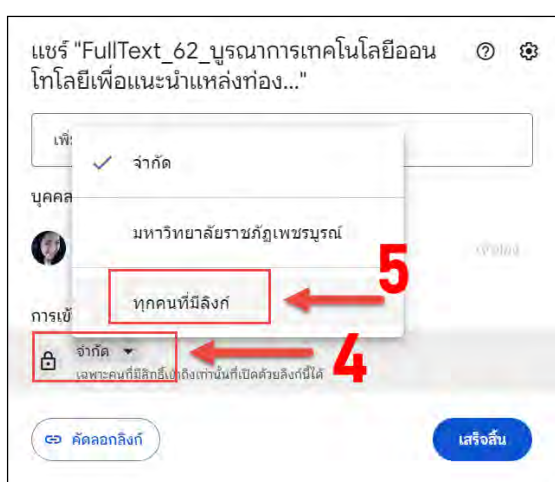 แชร์ "FullText_62_บูรณาการเทคโนโลยีออน
โทโลยีเพื่อแนะนำแหล่งท่อง..."
เพิ่
จำกัด
บุคคล
มหาวิทยาลัยราชภัฏเพชรบูรณ์
5
ทุกคนที่มีลิงก์
การเข้
จำกัด
4
เฉพาะคนที่มีสิทธิ์เข้าถึงเท่านั้นที่เปิดด้วยลิงก์นี้ได้
คัดลอกลิงก์
เสร็จสิ้น